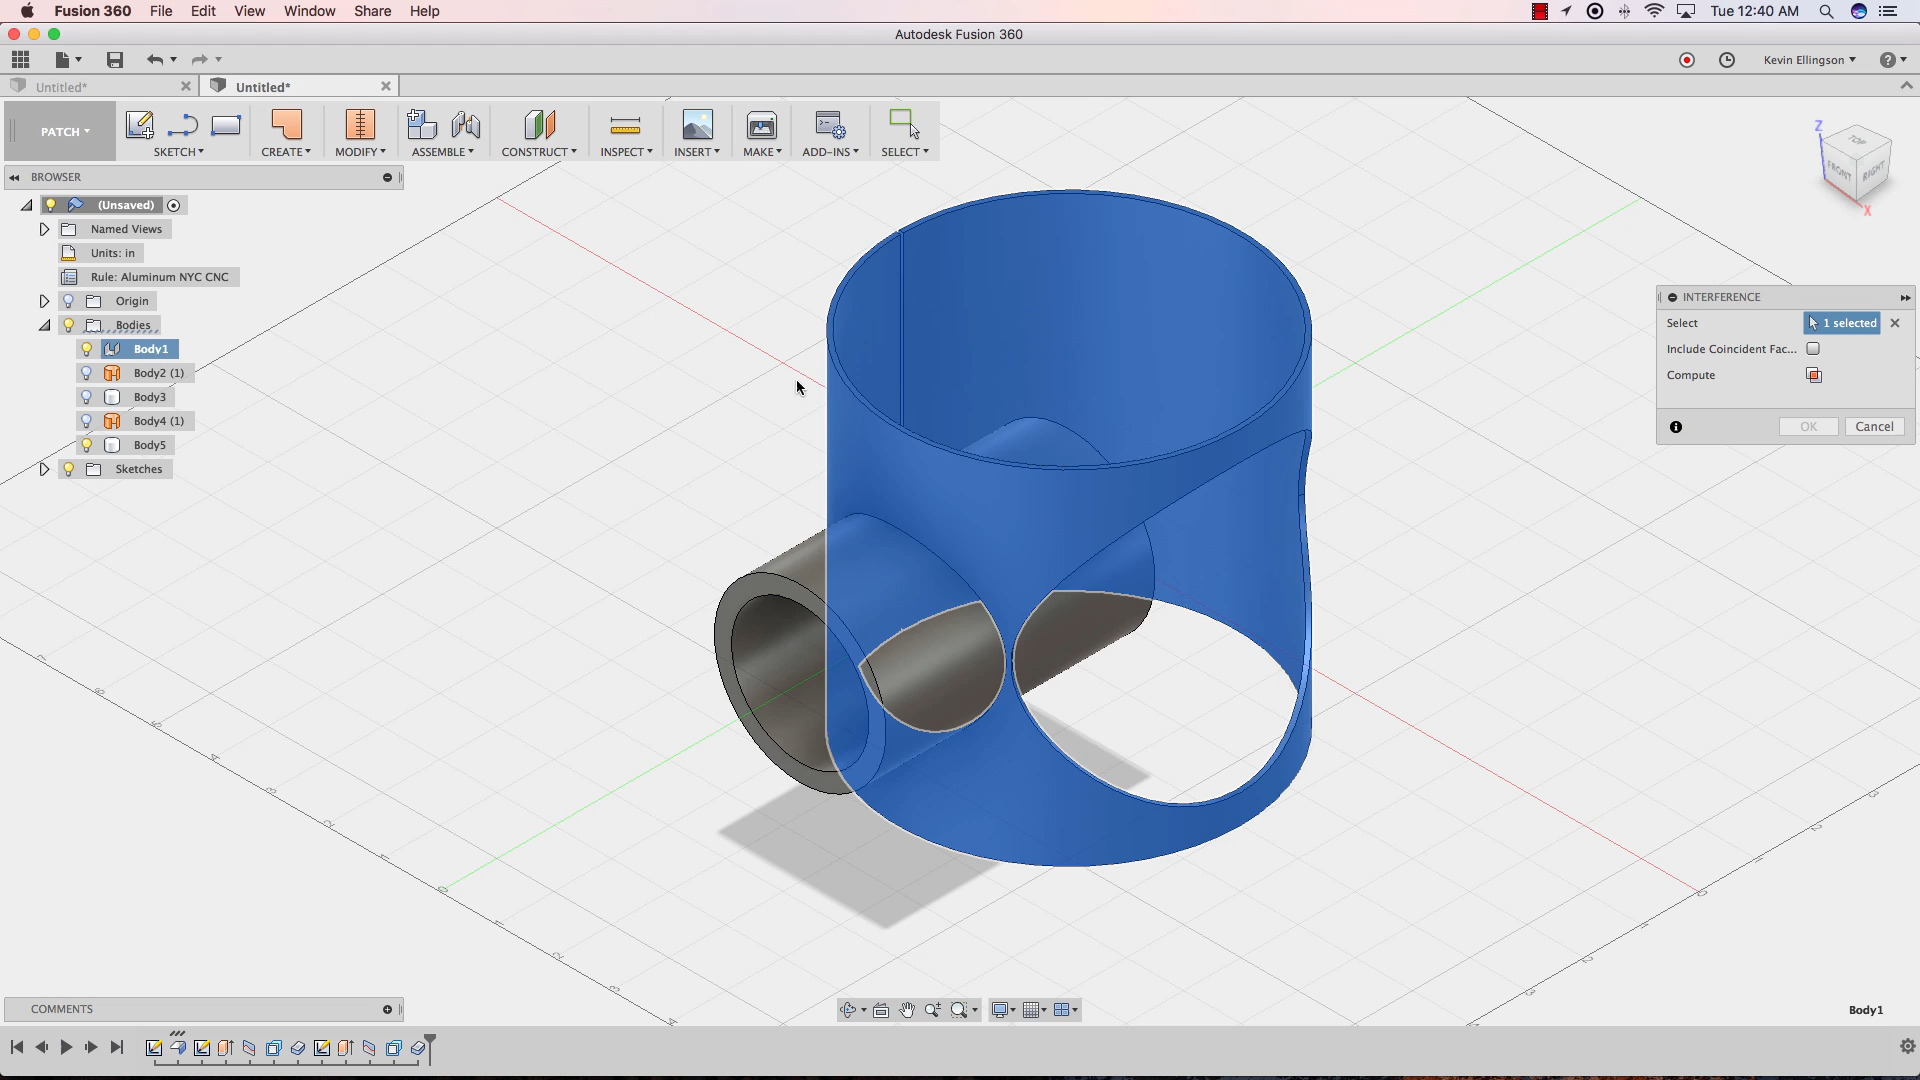 Fusion 360 File Edit View Window Share Help Tue 12:40 AM
Autodesk Fusion 360
Kevin Ellingson
Untitled* Untitled*
PATCH SKETCH CREATE MODIFY ASSEMBLE CONSTRUCT INSPECT INSERT MAKE ADD-INS SELECT
BROWSER
(Unsaved)
Named Views
Units: in
Rule: Aluminum NYC CNC
Origin
Bodies
Body1
Body2 (1)
Body3
Body4 (1)
Body5
Sketches
Z
TOP
FRONT RIGHT
X
INTERFERENCE
Select 1 selected
Include Coincident Fac...
Compute
OK Cancel
COMMENTS
Body1